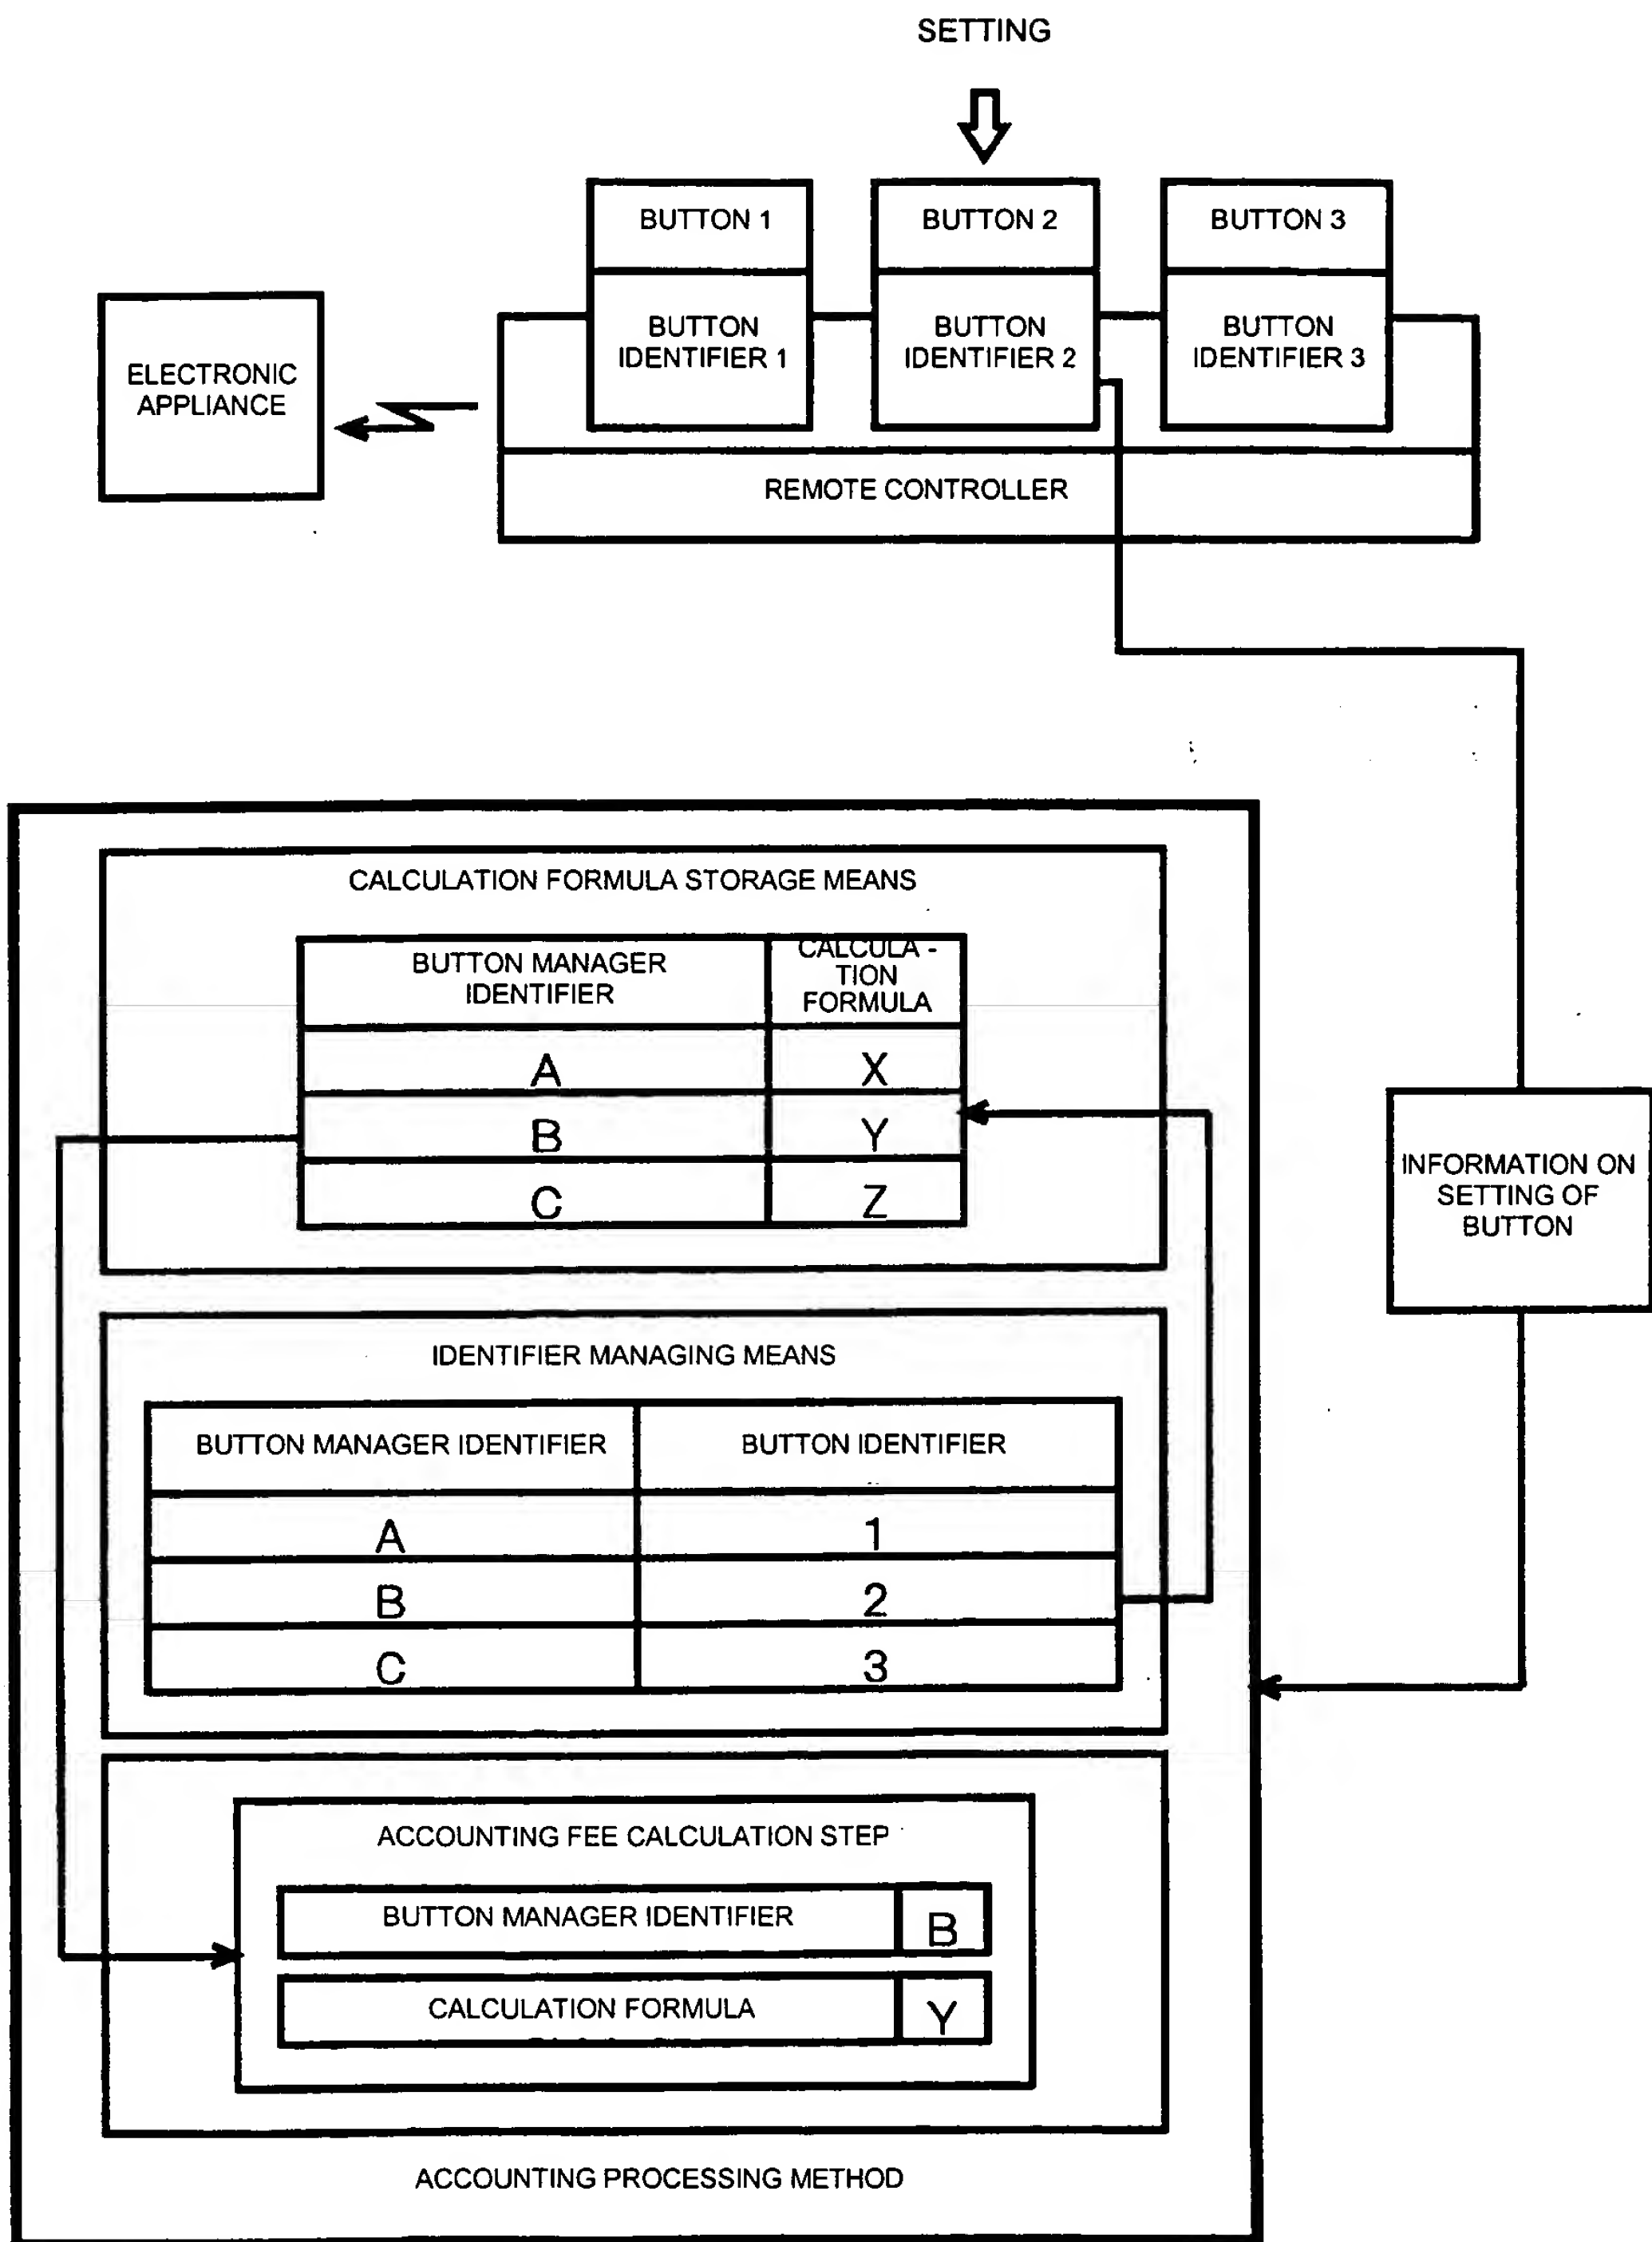 SETTING
BUTTON 1
BUTTON 2
BUTTON 3
BUTTON
IDENTIFIER 1
BUTTON
IDENTIFIER 2
BUTTON
IDENTIFIER 3
ELECTRONIC
APPLIANCE
REMOTE CONTROLLER
CALCULATION FORMULA STORAGE MEANS
BUTTON MANAGER
IDENTIFIER
CALCULA -
TION
FORMULA
A
X
B
Y
C
Z
INFORMATION ON
SETTING OF
BUTTON
IDENTIFIER MANAGING MEANS
BUTTON MANAGER IDENTIFIER
BUTTON IDENTIFIER
A
1
B
2
C
3
ACCOUNTING FEE CALCULATION STEP
BUTTON MANAGER IDENTIFIER
B
CALCULATION FORMULA
Y
ACCOUNTING PROCESSING METHOD